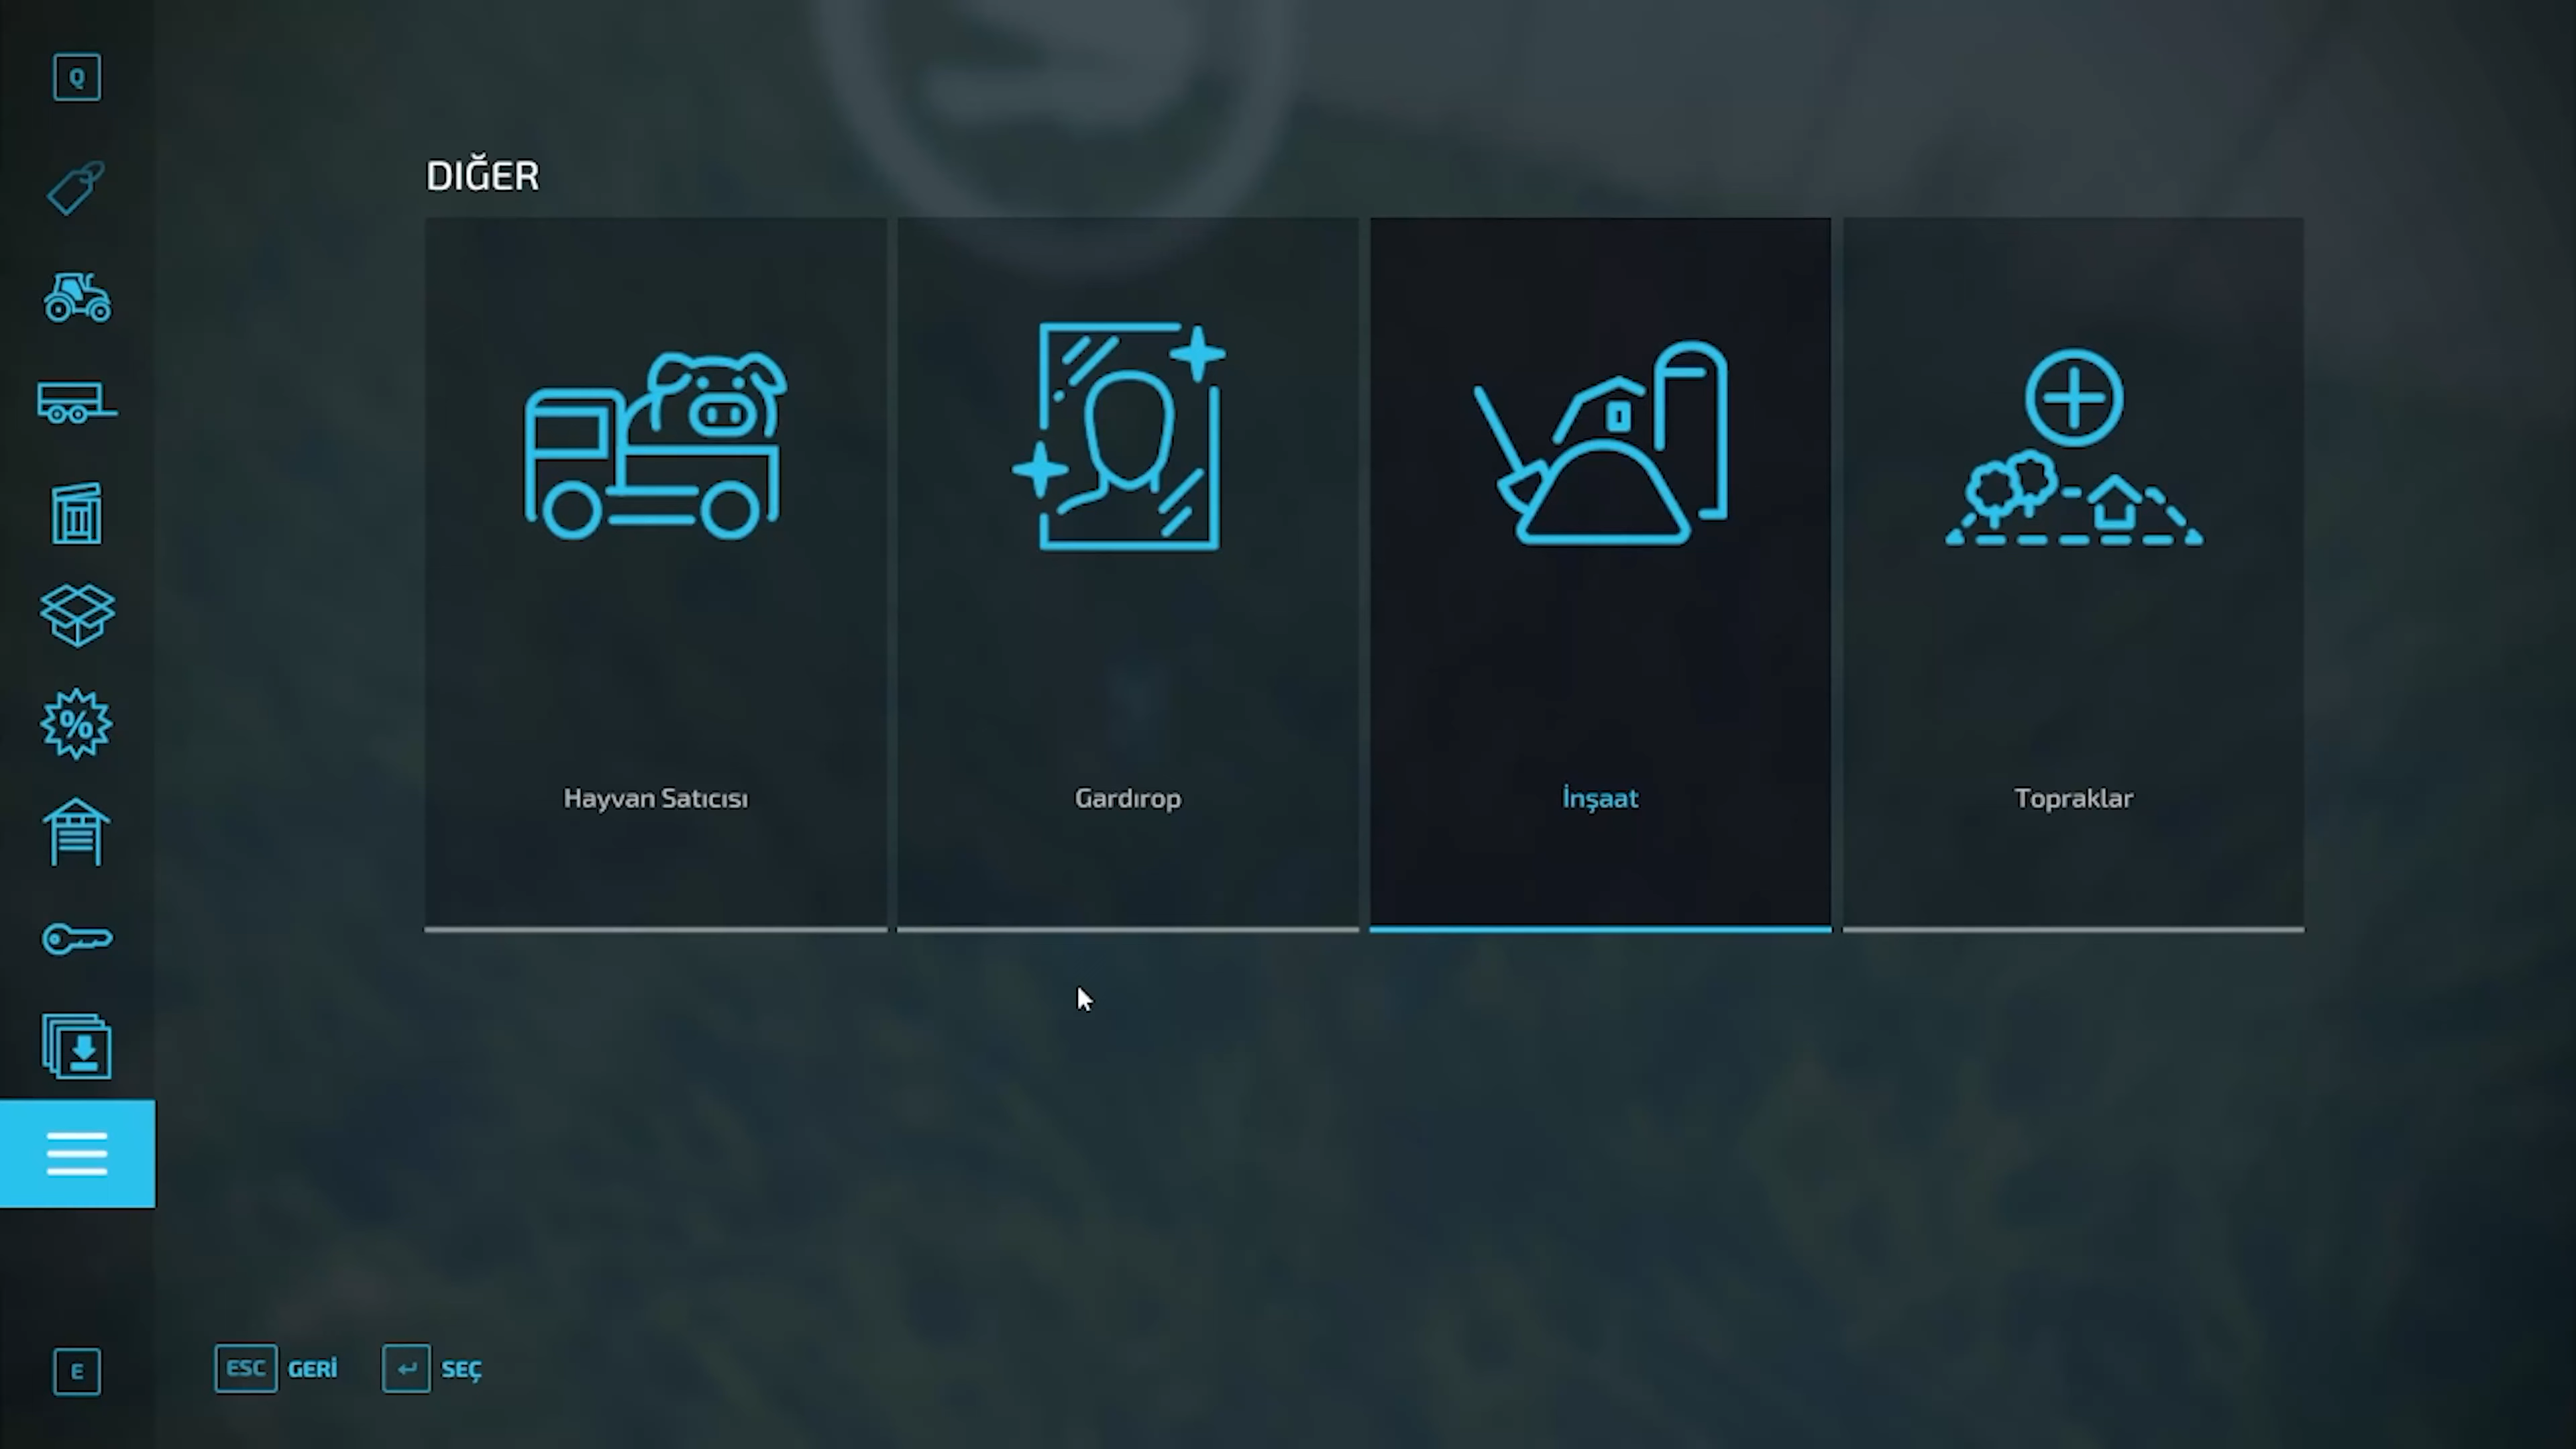 Q
DIĞER
Hayvan Satıcısı
Gardırop
İnşaat
Topraklar
%
E
ESC GERİ
SEÇ